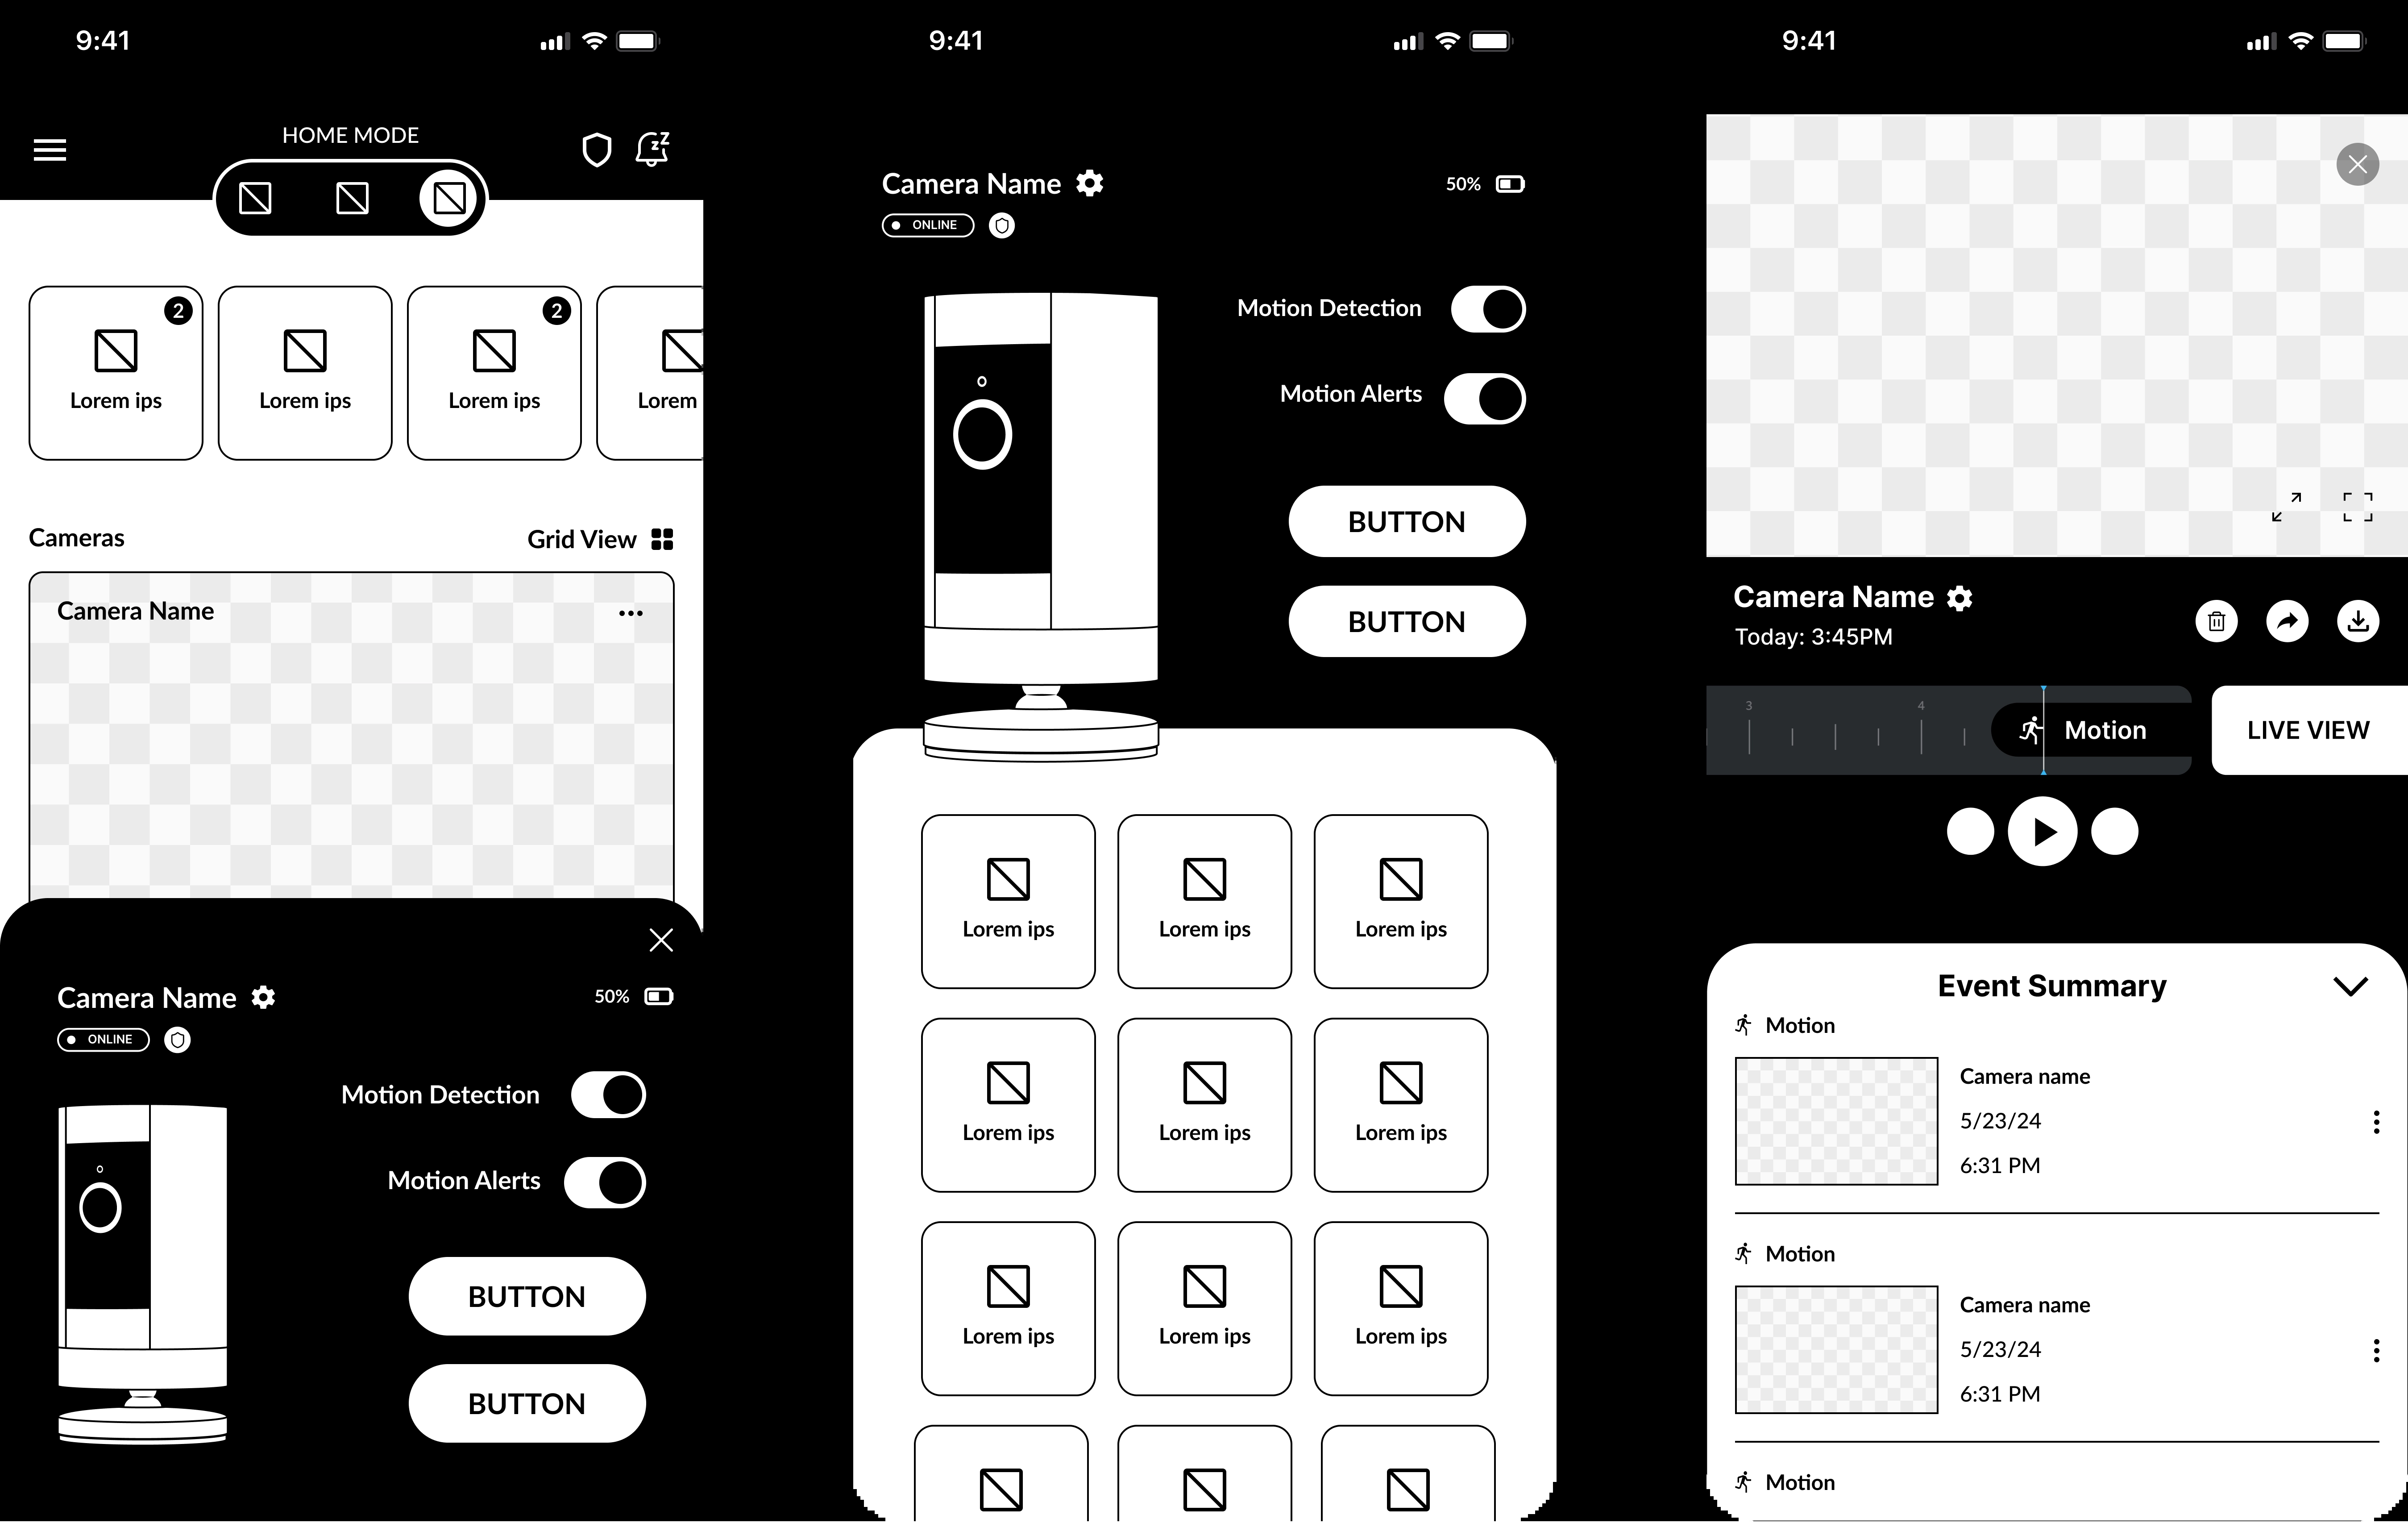 9:41
HOME MODE
2
2
Lorem ips
Lorem ips
Lorem ips
Lorem
Cameras
Grid View
Camera Name
Camera Name
50%
ONLINE
Motion Detection
Motion Alerts
BUTTON
BUTTON
9:41
Camera Name
50%
ONLINE
Motion Detection
Motion Alerts
BUTTON
BUTTON
Lorem ips
Lorem ips
Lorem ips
Lorem ips
Lorem ips
Lorem ips
Lorem ips
Lorem ips
Lorem ips
9:41
Camera Name
Today: 3:45PM
3
4
Motion
LIVE VIEW
Event Summary
Motion
Camera name
5/23/24
6:31 PM
Motion
Camera name
5/23/24
6:31 PM
Motion